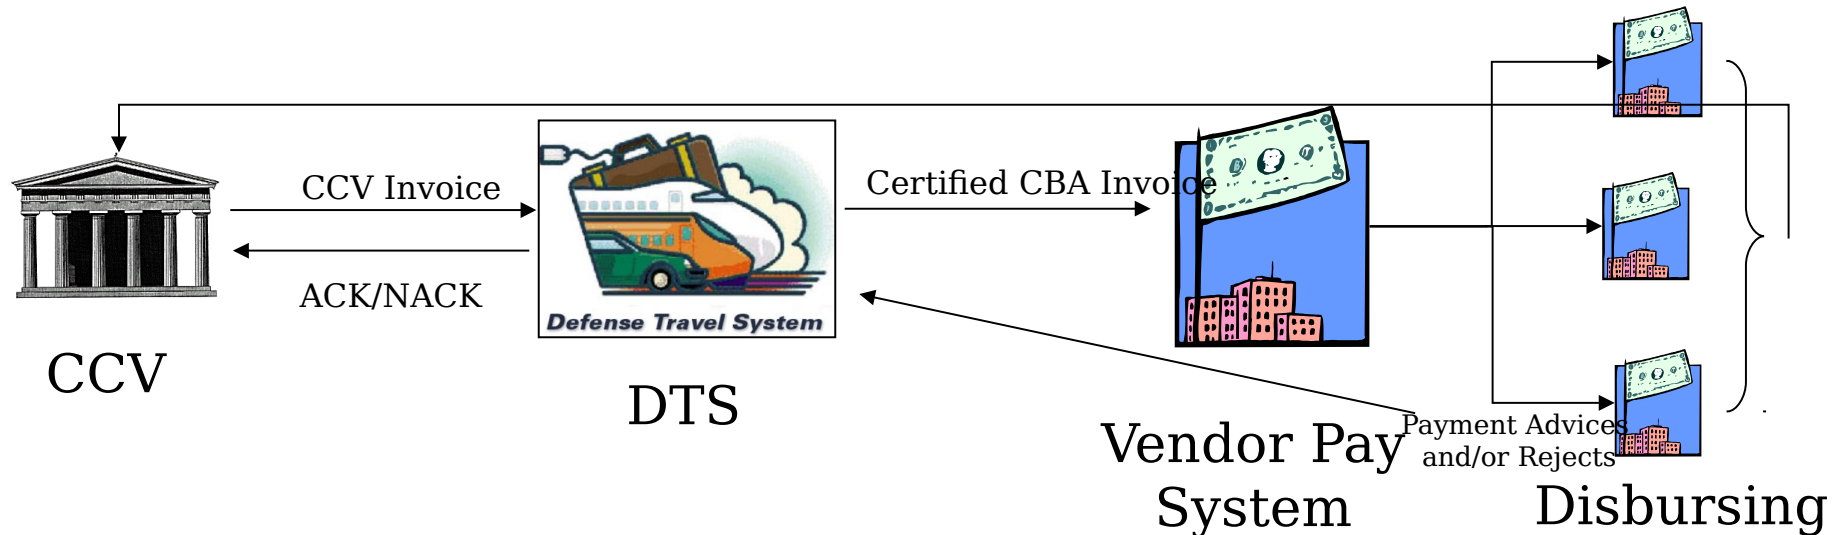 CCV Invoice
ACK/NACK
CCV
Defense Travel System
DTS
Certified CBA Invoice
Vendor Pay
System
Payment Advices
and/or Rejects
Disbursing